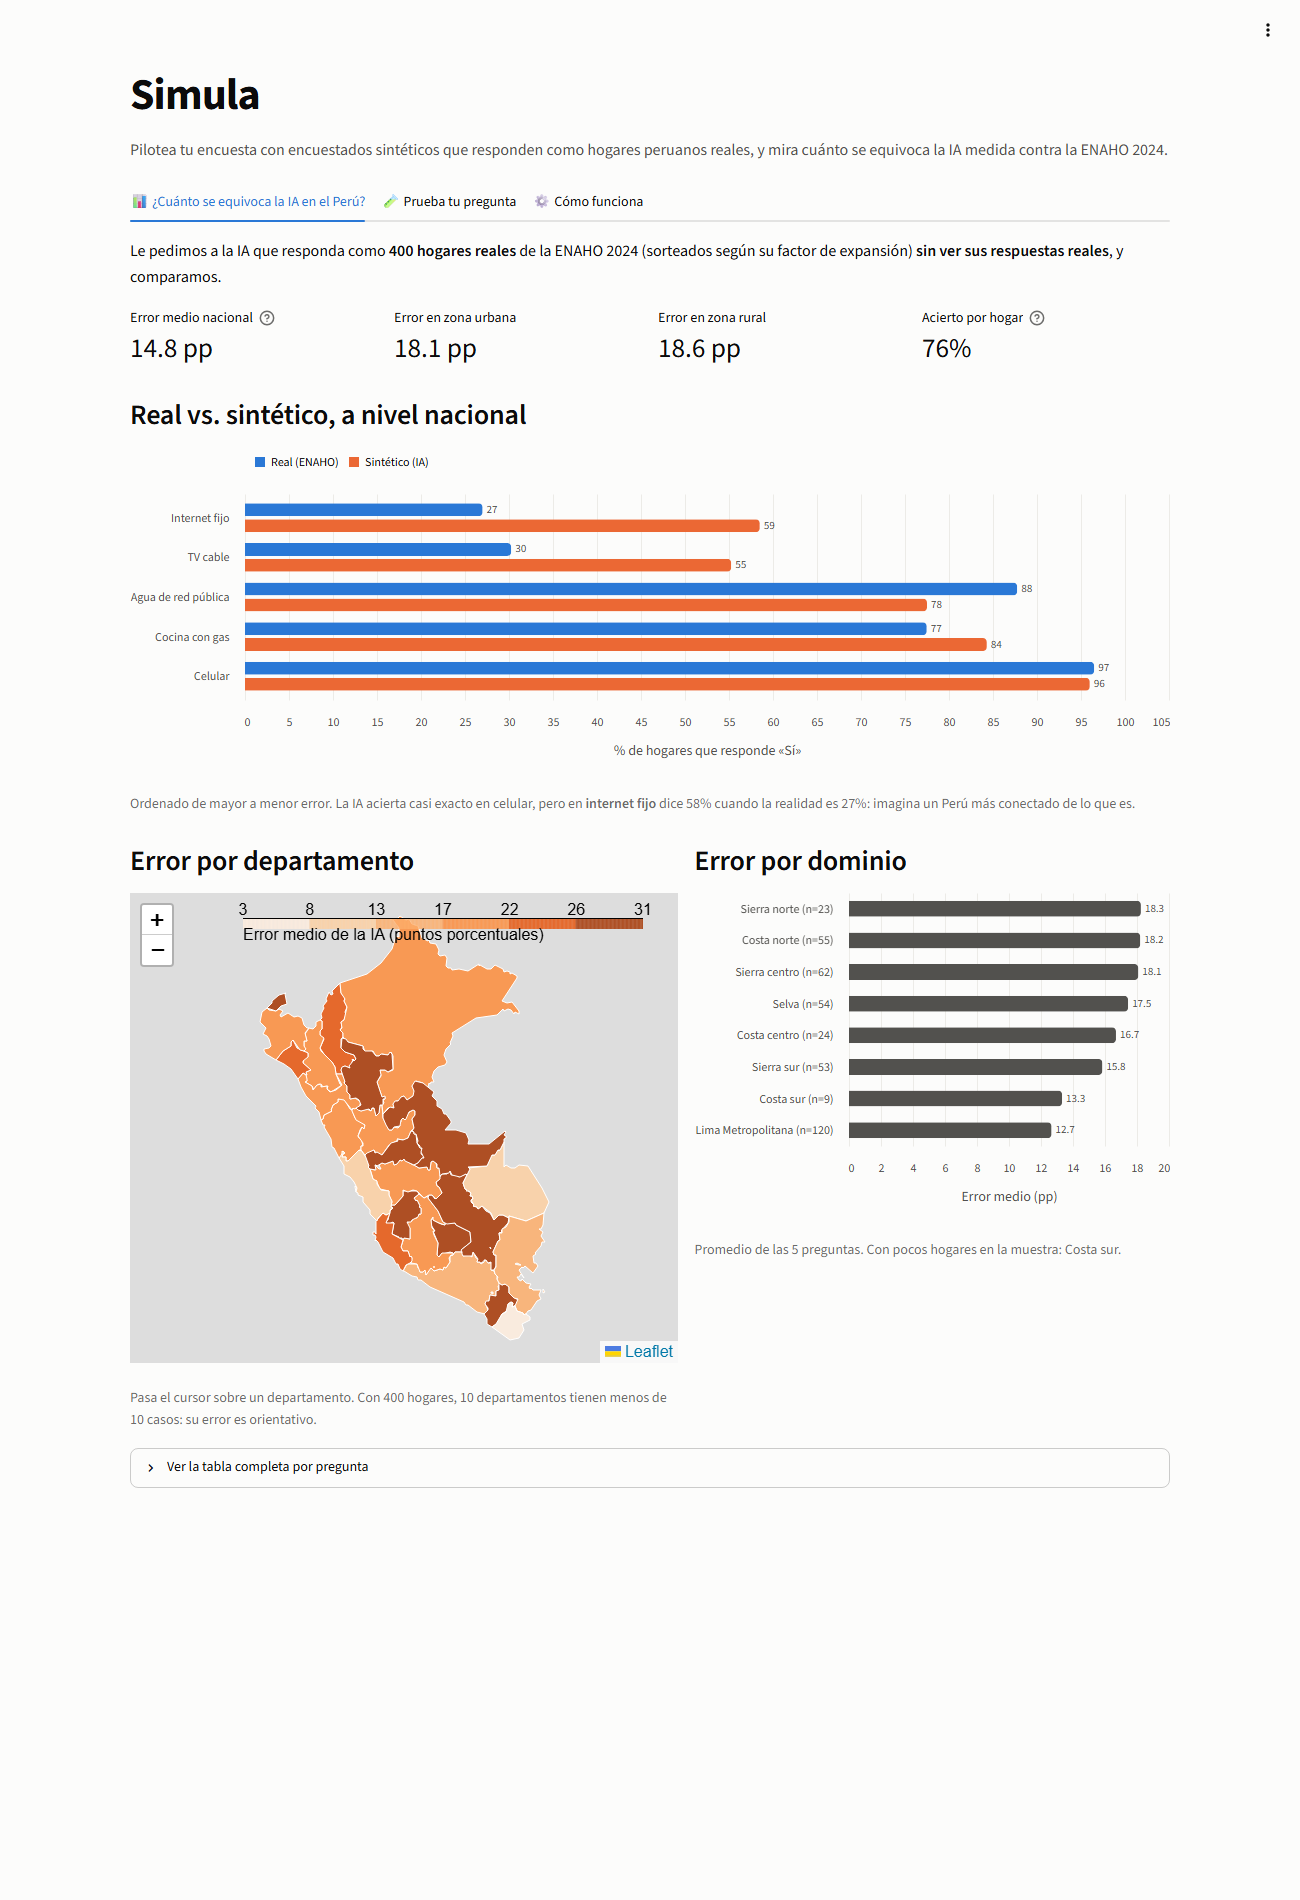 Simula
Pilotea tu encuesta con encuestados sintéticos que responden como hogares peruanos reales, y mira cuánto se equivoca la IA medida contra la ENAHO 2024.
¿Cuánto se equivoca la IA en el Perú? Prueba tu pregunta Cómo funciona
Le pedimos a la IA que responda como 400 hogares reales de la ENAHO 2024 (sorteados según su factor de expansión) sin ver sus respuestas reales, y
comparamos.
Error medio nacional Error en zona urbana Error en zona rural Acierto por hogar
14.8 pp 18.1 pp 18.6 pp 76%
Real vs. sintético, a nivel nacional
Real (ENAHO) Sintético (IA)
Internet fijo 27
59
TV cable 30
55
Agua de red pública 88
78
Cocina con gas 77
84
Celular 97
96
0 5 10 15 20 25 30 35 40 45 50 55 60 65 70 75 80 85 90 95 100 105
% de hogares que responde «Sí»
Ordenado de mayor a menor error. La IA acierta casi exacto en celular, pero en internet fijo dice 58% cuando la realidad es 27%: imagina un Perú más conectado de lo que es.
Error por departamento
+
−
3 8 13 17 22 26 31
Error medio de la IA (puntos porcentuales)
Leaflet
Pasa el cursor sobre un departamento. Con 400 hogares, 10 departamentos tienen menos de
10 casos: su error es orientativo.
Error por dominio
Sierra norte (n=23) 18.3
Costa norte (n=55) 18.2
Sierra centro (n=62) 18.1
Selva (n=54) 17.5
Costa centro (n=24) 16.7
Sierra sur (n=53) 15.8
Costa sur (n=9) 13.3
Lima Metropolitana (n=120) 12.7
0 2 4 6 8 10 12 14 16 18 20
Error medio (pp)
Promedio de las 5 preguntas. Con pocos hogares en la muestra: Costa sur.
Ver la tabla completa por pregunta